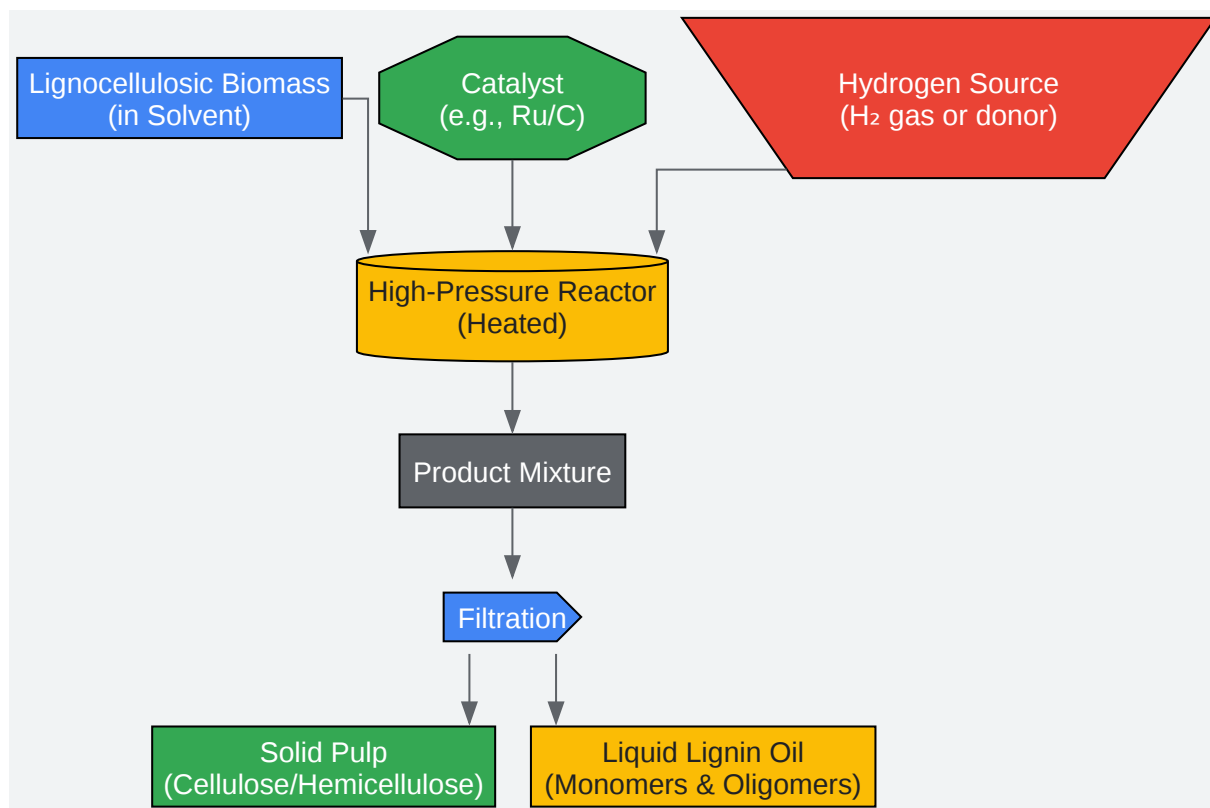 Lignocellulosic Biomass
(in Solvent)
Catalyst
(e.g., Ru/C)
Hydrogen Source
(H₂ gas or donor)
High-Pressure Reactor
(Heated)
Product Mixture
Filtration
Solid Pulp
(Cellulose/Hemicellulose)
Liquid Lignin Oil
(Monomers & Oligomers)